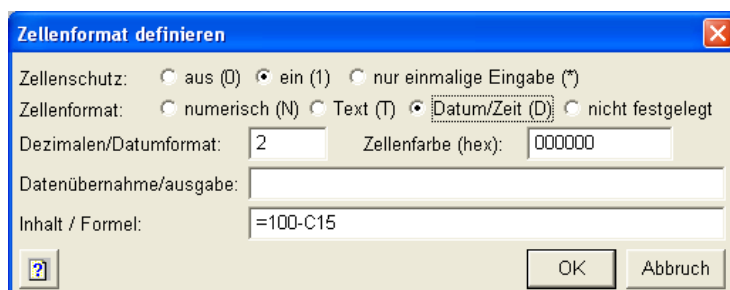 Zellenformat definieren
Zellenschutz: aus (0) ein (1) nur einmalige Eingabe (*)
Zellenformat: numerisch (N) Text (T) Datum/Zeit (D) nicht festgelegt
Dezimalen/Datumformat: 2 Zellenfarbe (hex): 000000
Datenübernahme/ausgabe:
Inhalt / Formel: =100-C15
? OK Abbruch